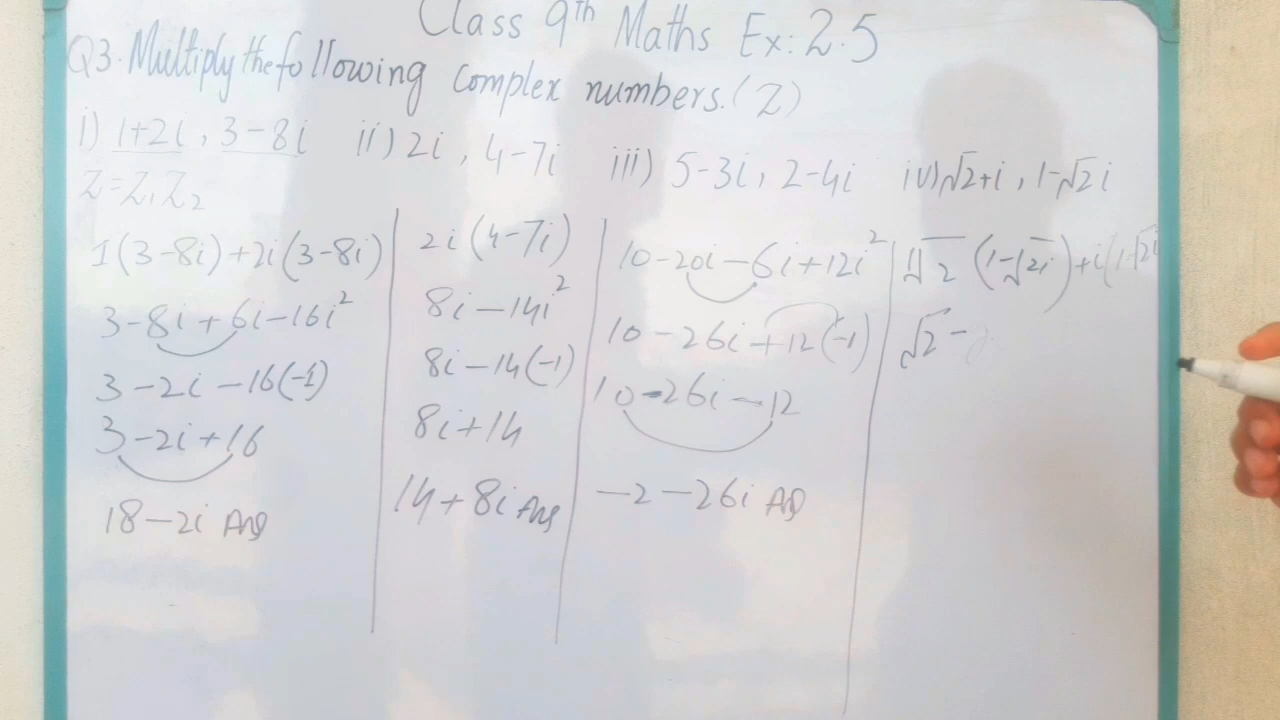 Class 9th Maths Ex: 2.5
Q3. Multiply the following complex numbers. (Z)
i) 1+2i , 3-8i
ii) 2i , 4-7i
iii) 5-3i, 2-4i
iv) √2+i , 1-√2 i
Z = Z₁ Z₂
1(3-8i)+2i(3-8i)
3-8i+6i-16i²
3-2i-16(-1)
3-2i+16
18-2i Ans
2i(4-7i)
8i-14i²
8i-14(-1)
8i+14
14+8i Ans
10-20i-6i+12i²
10-26i+12(-1)
10-26i-12
-2-26i
√2 (1-√2i)+i(1-√2i
√2 -